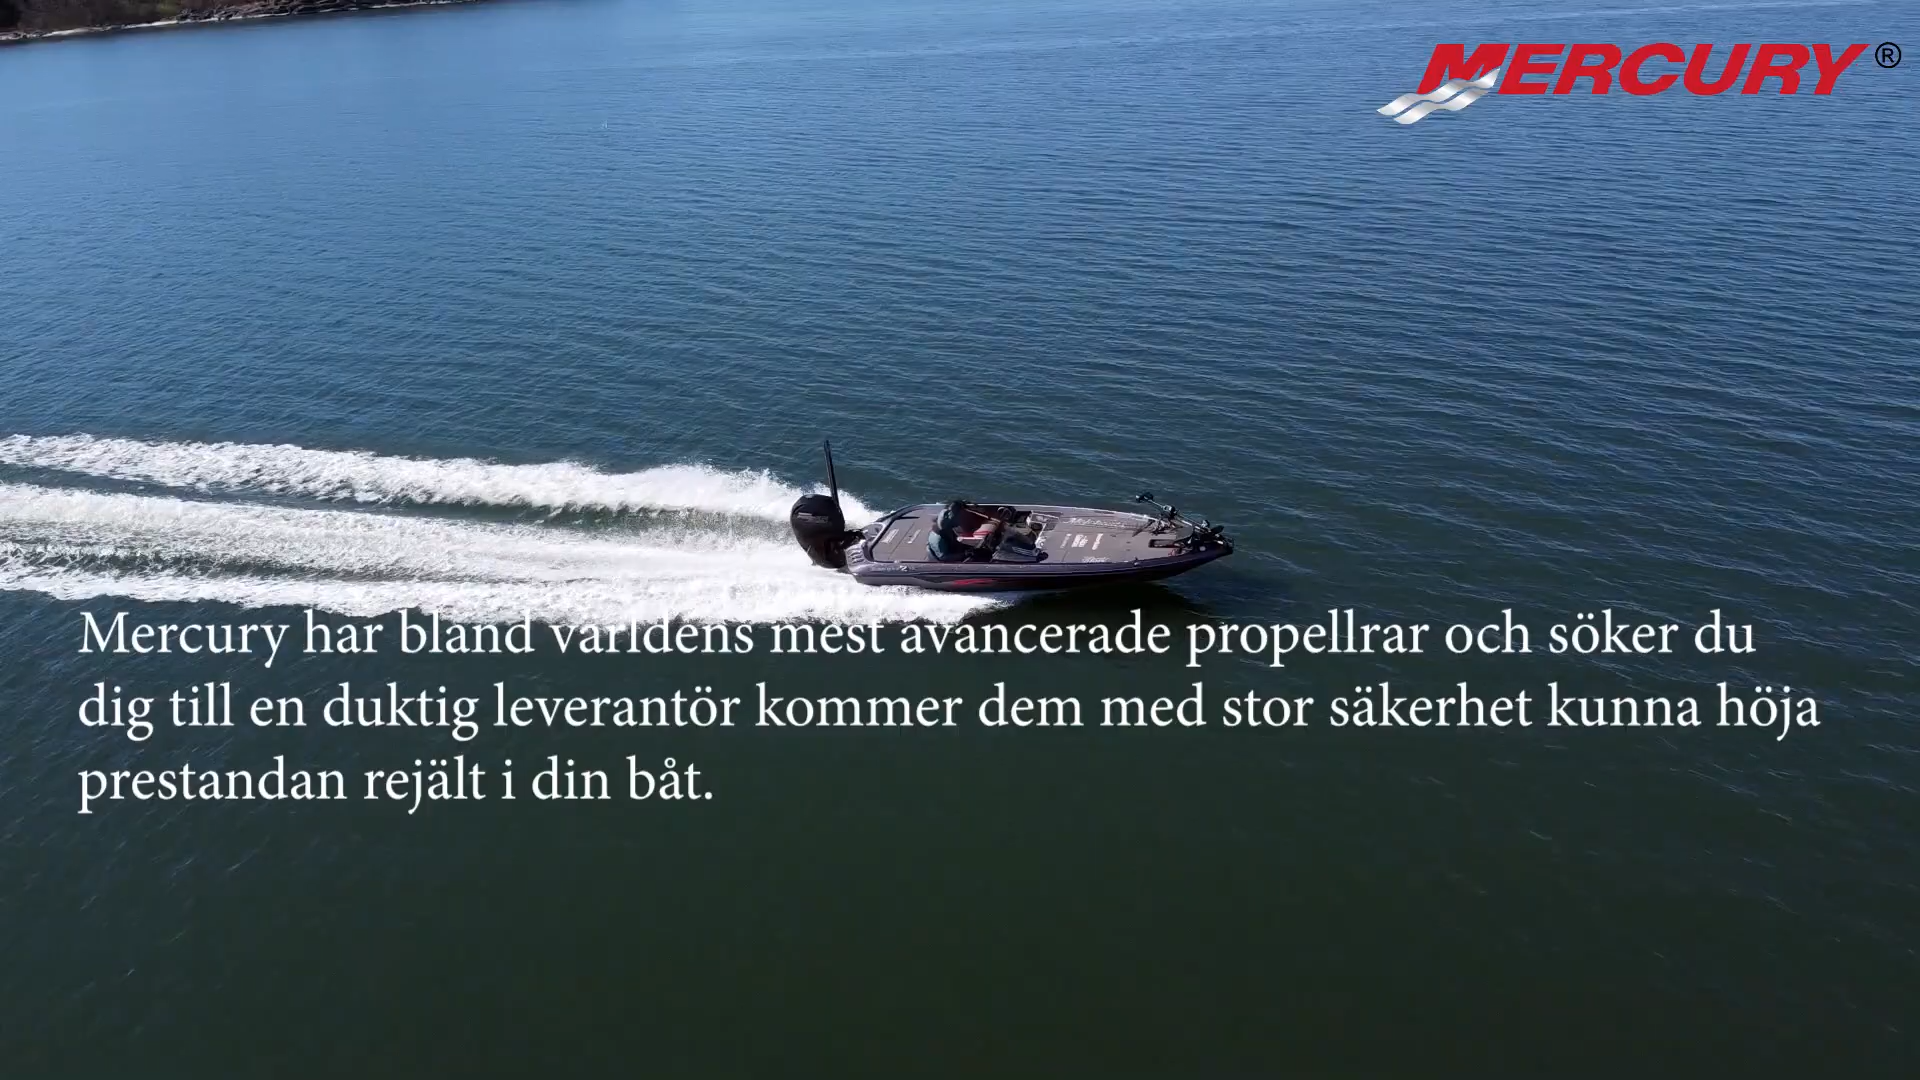 MERCURY®
Mercury har bland världens mest avancerade propellrar och söker du
dig till en duktig leverantör kommer dem med stor säkerhet kunna höja
prestandan rejält i din båt.